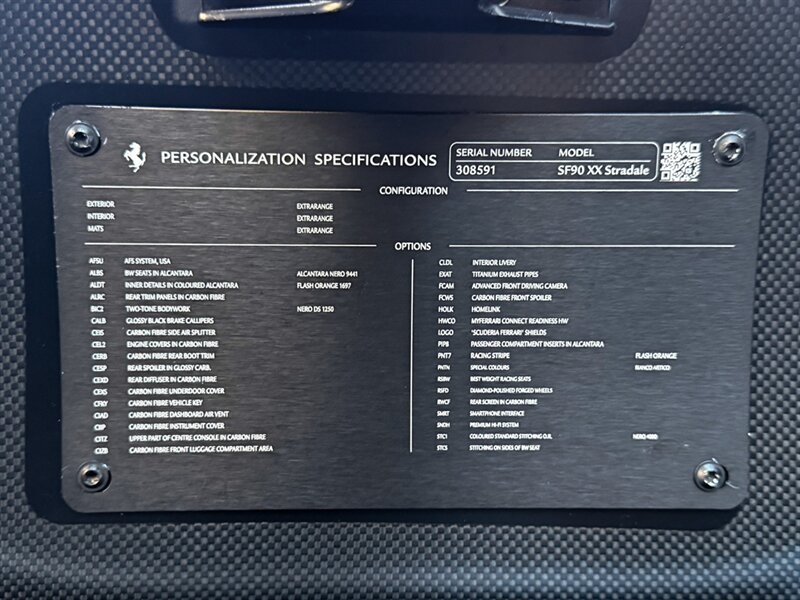 PERSONALIZATION SPECIFICATIONS
SERIAL NUMBER MODEL
308591 SF90 XX Stradale
CONFIGURATION
EXTERIOR EXTRARANGE
INTERIOR EXTRARANGE
MATS EXTRARANGE
OPTIONS
AFSU AFS SYSTEM, USA
ALBS BW SEATS IN ALCANTARA ALCANTARA NERO 9441
ALDT INNER DETAILS IN COLOURED ALCANTARA FLASH ORANGE 1697
ALRC REAR TRIM PANELS IN CARBON FIBRE
BIC2 TWO-TONE BODYWORK NERO DS 1250
CALB GLOSSY BLACK BRAKE CALLIPERS
CEIS CARBON FIBRE SIDE AIR SPLITTER
CEL2 ENGINE COVERS IN CARBON FIBRE
CERB CARBON FIBRE REAR BOOT TRIM
CESP REAR SPOILER IN GLOSSY CARB.
CEXD REAR DIFFUSER IN CARBON FIBRE
CEXS CARBON FIBRE UNDERDOOR COVER
CFKY CARBON FIBRE VEHICLE KEY
CIAD CARBON FIBRE DASHBOARD AIR VENT
CIIP CARBON FIBRE INSTRUMENT COVER
CITZ UPPER PART OF CENTRE CONSOLE IN CARBON FIBRE
CIZB CARBON FIBRE FRONT LUGGAGE COMPARTMENT AREA
CLDL INTERIOR LIVERY
EXAT TITANIUM EXHAUST PIPES
FCAM ADVANCED FRONT DRIVING CAMERA
FCWS CARBON FIBRE FRONT SPOILER
HOLK HOMELINK
HWCO MYFERRARI CONNECT READINESS HW
LOGO "SCUDERIA FERRARI" SHIELDS
PIPB PASSENGER COMPARTMENT INSERTS IN ALCANTARA
PNT7 RACING STRIPE FLASH ORANGE
PNTN SPECIAL COLOURS BIANCO
RSBW BEST WEIGHT RACING SEATS
RSFD DIAMOND-POLISHED FORGED WHEELS
RWCF REAR SCREEN IN CARBON FIBRE
SMRT SMARTPHONE INTERFACE
SNDH PREMIUM HI-FI SYSTEM
STC1 COLOURED STANDARD STITCHING O.R. NERO
STCS STITCHING ON SIDES OF BW SEAT